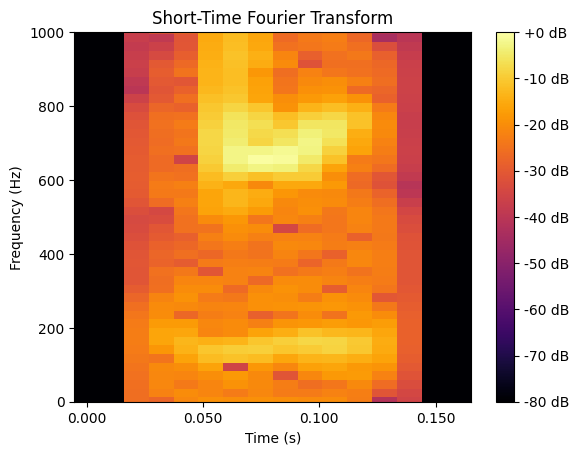 Short-Time Fourier Transform
1000
800
600
400
200
0
Frequency (Hz)
0.000
0.050
0.100
0.150
Time (s)
+0 dB
-10 dB
-20 dB
-30 dB
-40 dB
-50 dB
-60 dB
-70 dB
-80 dB